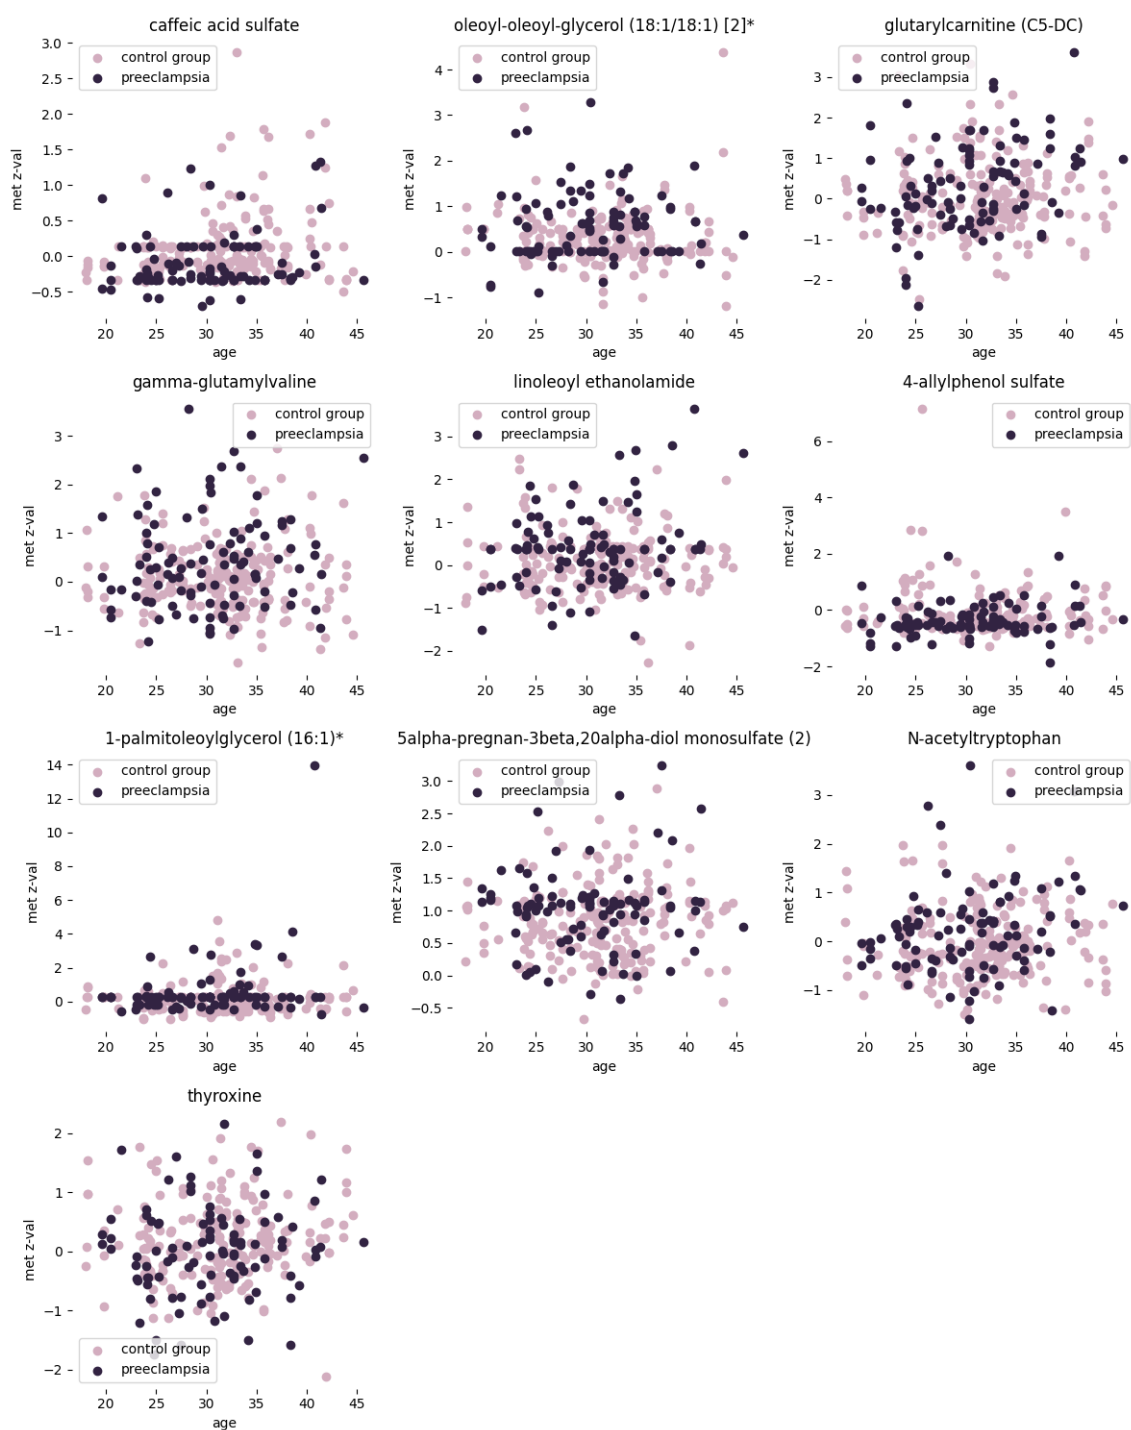 caffeic acid sulfate
control group
preeclampsia
met z-val
3.0
2.5
2.0
1.5
1.0
0.5
0.0
−0.5
20 25 30 35 40 45
age
oleoyl-oleoyl-glycerol (18:1/18:1) [2]*
control group
preeclampsia
met z-val
4
3
2
1
0
−1
20 25 30 35 40 45
age
glutarylcarnitine (C5-DC)
control group
preeclampsia
met z-val
3
2
1
0
−1
−2
20 25 30 35 40 45
age
gamma-glutamylvaline
control group
preeclampsia
met z-val
3
2
1
0
−1
20 25 30 35 40 45
age
linoleoyl ethanolamide
control group
preeclampsia
met z-val
3
2
1
0
−1
−2
20 25 30 35 40 45
age
4-allylphenol sulfate
control group
preeclampsia
met z-val
6
4
2
0
−2
20 25 30 35 40 45
age
1-palmitoleoylglycerol (16:1)*
control group
preeclampsia
met z-val
14
12
10
8
6
4
2
0
20 25 30 35 40 45
age
5alpha-pregnan-3beta,20alpha-diol monosulfate (2)
control group
preeclampsia
met z-val
3.0
2.5
2.0
1.5
1.0
0.5
0.0
−0.5
20 25 30 35 40 45
age
N-acetyltryptophan
control group
preeclampsia
met z-val
3
2
1
0
−1
20 25 30 35 40 45
age
thyroxine
met z-val
2
1
0
−1
−2
control group
preeclampsia
20 25 30 35 40 45
age